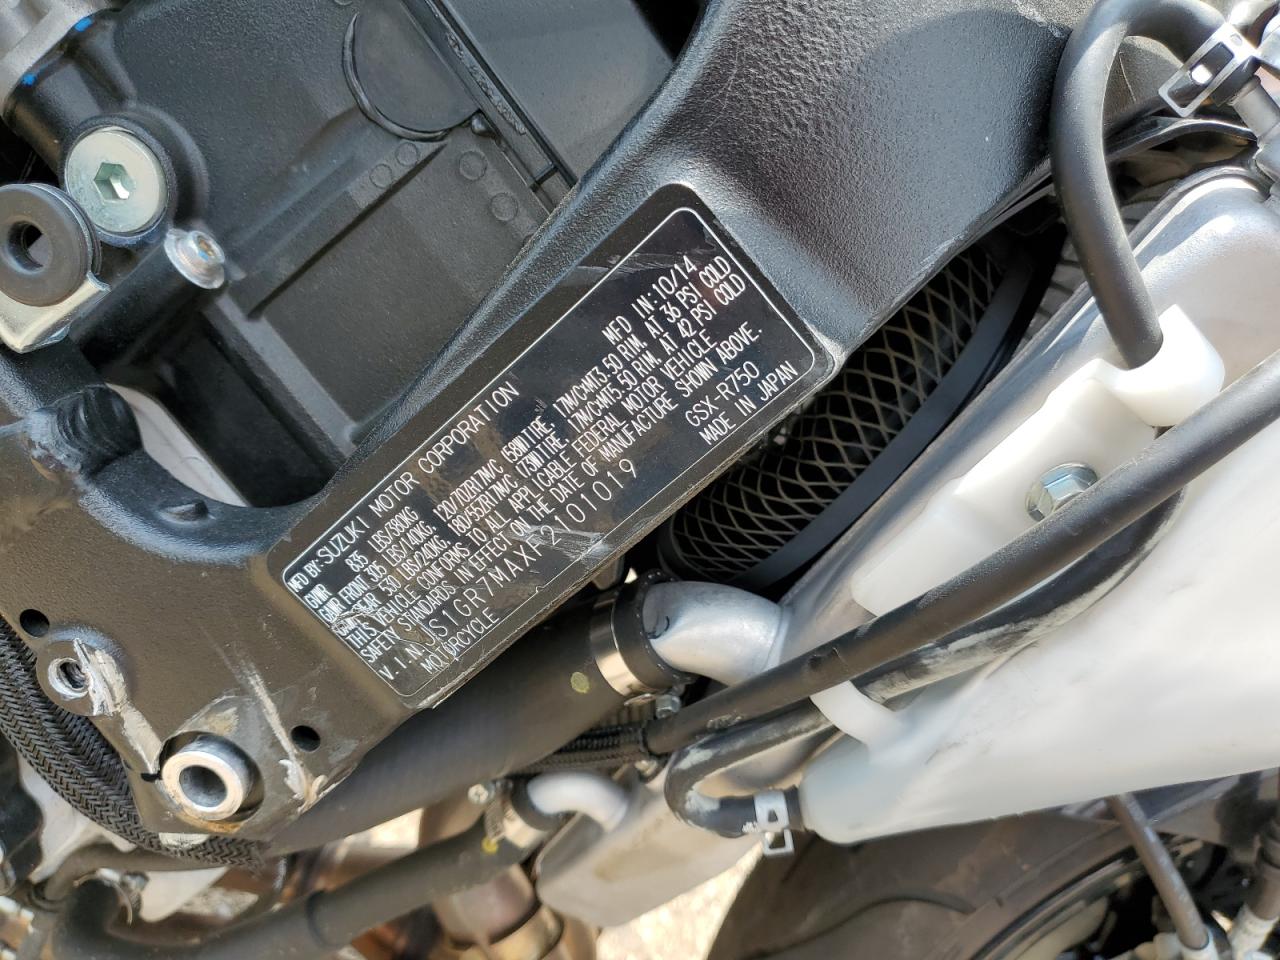 MFD BY: SUZUKI MOTOR CORPORATION MFD IN: 10/14
GVWR 835 LBS/380KG
GAWR FRONT 305 LBS/140KG. 120/70ZR17M/C (58W)TIRE. 17M/CxMT3.50 RIM. AT 36 PSI COLD
GAWR REAR 530 LBS/240KG. 180/55ZR17M/C (73W)TIRE. 17M/CxMT5.50 RIM. AT 42 PSI COLD
THIS VEHICLE CONFORMS TO ALL APPLICABLE FEDERAL MOTOR VEHICLE
SAFETY STANDARDS IN EFFECT ON THE DATE OF MANUFACTURE SHOWN ABOVE.
V.I.N. JS1GR7MAXF2101019 GSX-R750
MOTORCYCLE MADE IN JAPAN